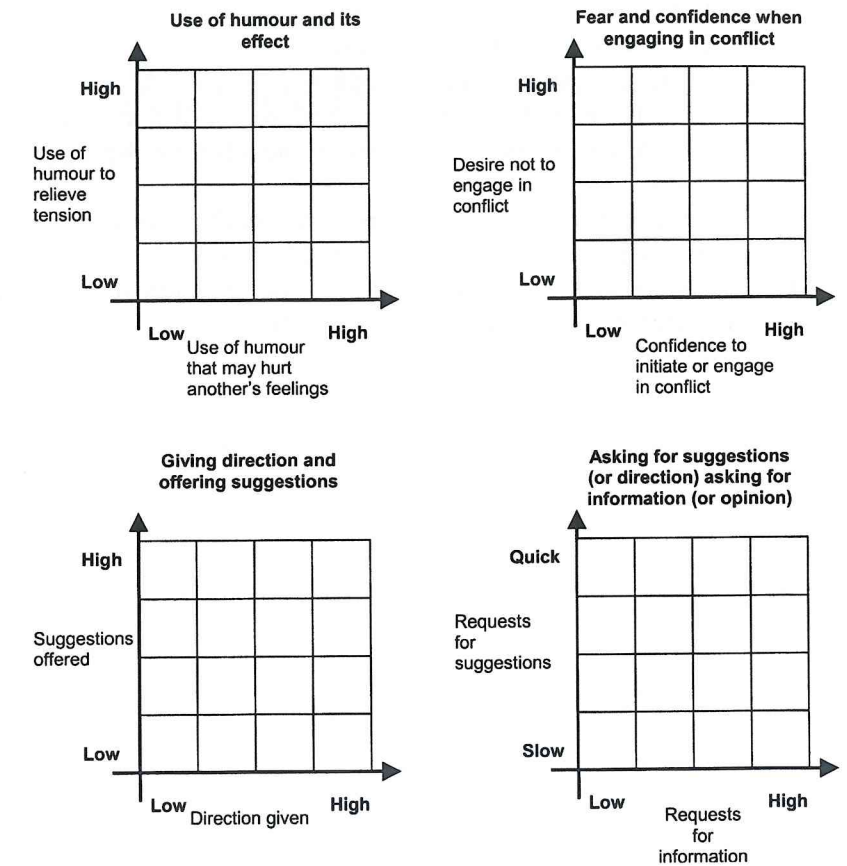 Use of humour and its
effect
High
Use of
humour to
relieve
tension
Low
Low
High
Use of humour
that may hurt
another's feelings
Fear and confidence when
engaging in conflict
High
Desire not to
engage in
conflict
Low
Low
High
Confidence to
initiate or engage
in conflict
Giving direction and
offering suggestions
High
Suggestions
offered
Low
Low
High
Direction given
Asking for suggestions
(or direction) asking for
information (or opinion)
Quick
Requests
for
suggestions
Slow
Low
High
Requests
for
information